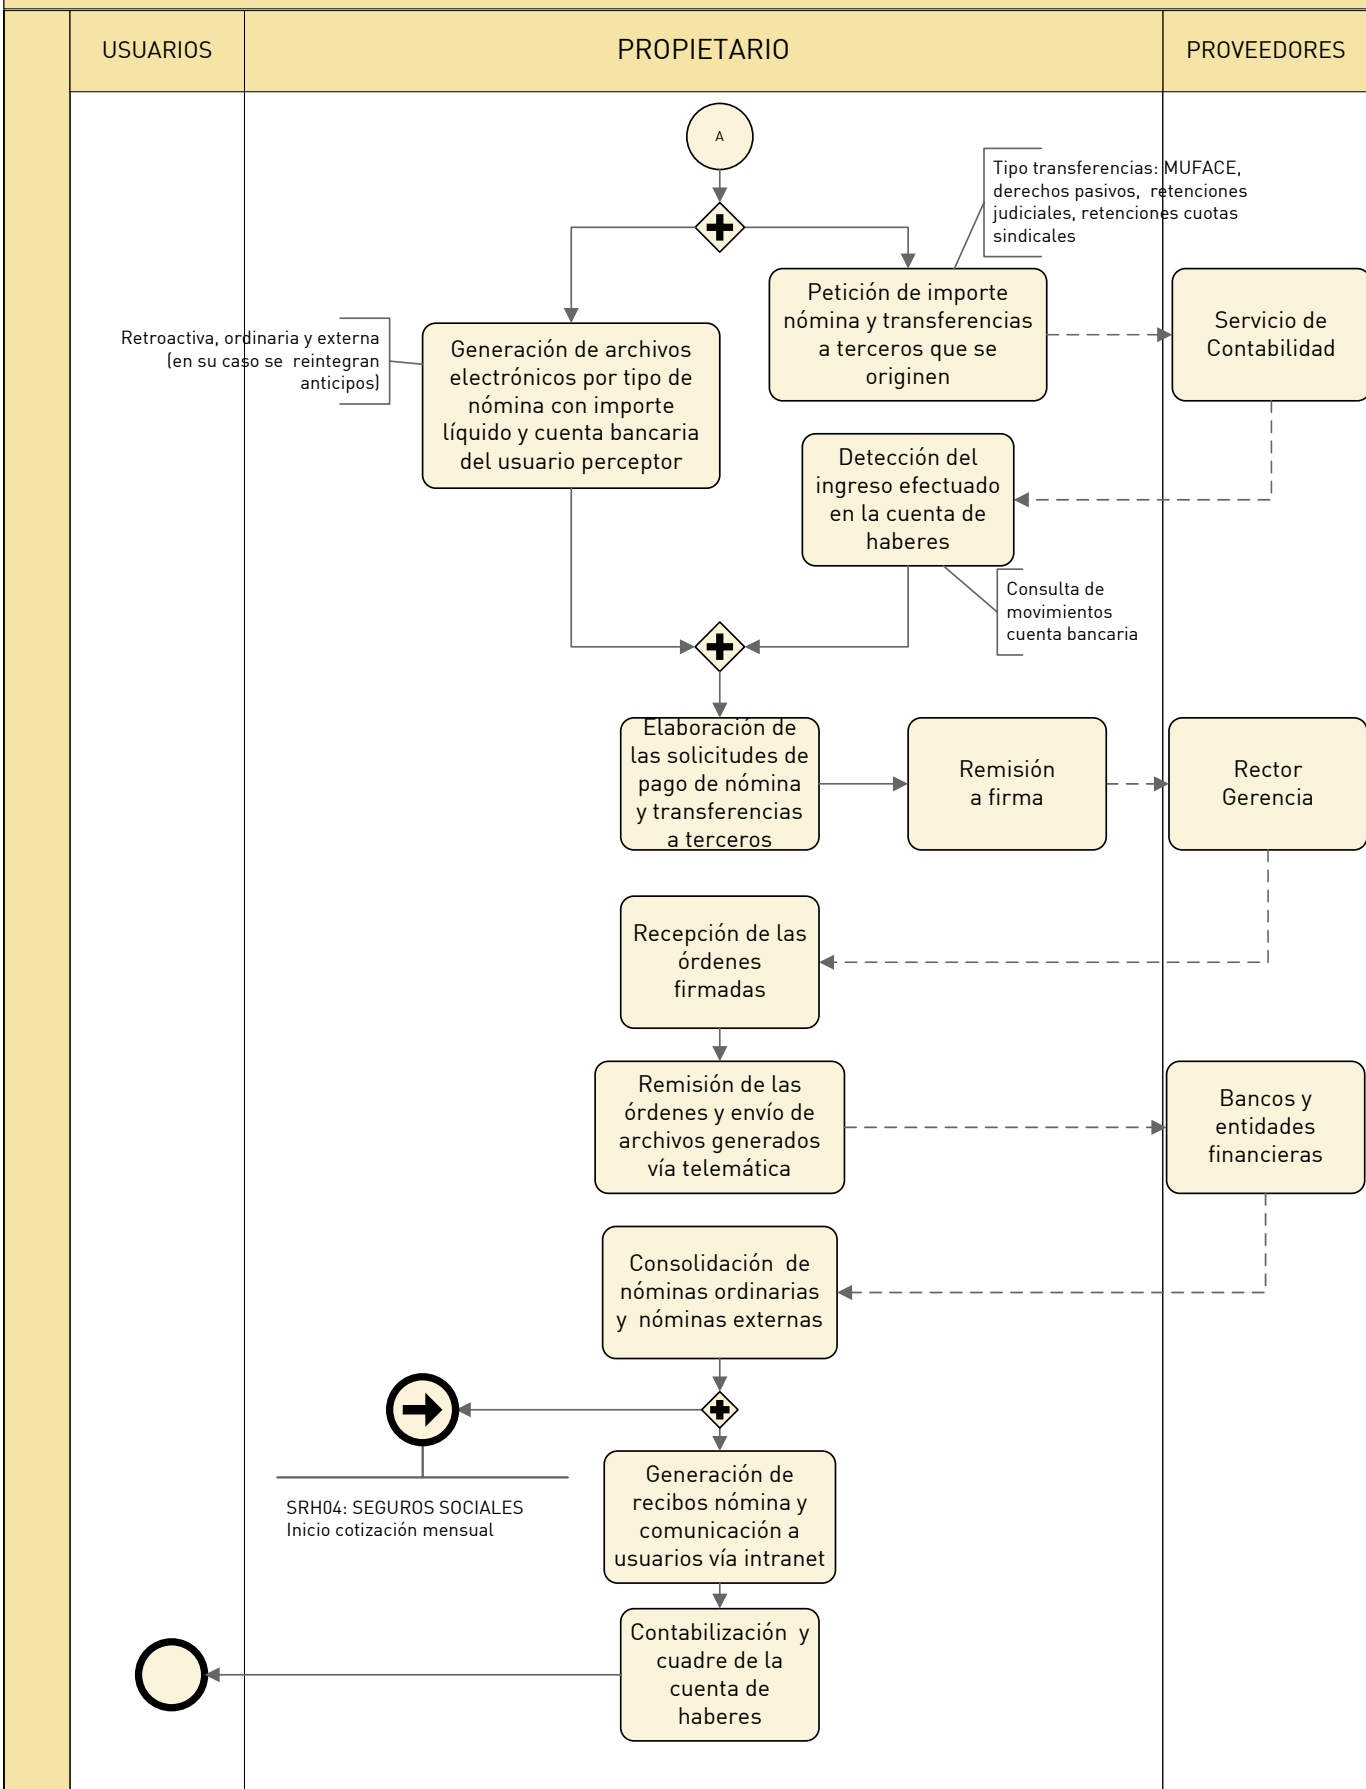 USUARIOS
PROPIETARIO
PROVEEDORES
A
Tipo transferencias: MUFACE,
derechos pasivos, retenciones
judiciales, retenciones cuotas
sindicales
Petición de importe
nómina y transferencias
a terceros que se
originen
Servicio de
Contabilidad
Retroactiva, ordinaria y externa
(en su caso se reintegran
anticipos)
Generación de archivos
electrónicos por tipo de
nómina con importe
líquido y cuenta bancaria
del usuario perceptor
Detección del
ingreso efectuado
en la cuenta de
haberes
Consulta de
movimientos
cuenta bancaria
Elaboración de
las solicitudes de
pago de nómina
y transferencias
a terceros
Remisión
a firma
Rector
Gerencia
Recepción de las
órdenes
firmadas
Remisión de las
órdenes y envío de
archivos generados
vía telemática
Bancos y
entidades
financieras
Consolidación de
nóminas ordinarias
y nóminas externas
SRH04: SEGUROS SOCIALES
Inicio cotización mensual
Generación de
recibos nómina y
comunicación a
usuarios vía intranet
Contabilización y
cuadre de la
cuenta de
haberes